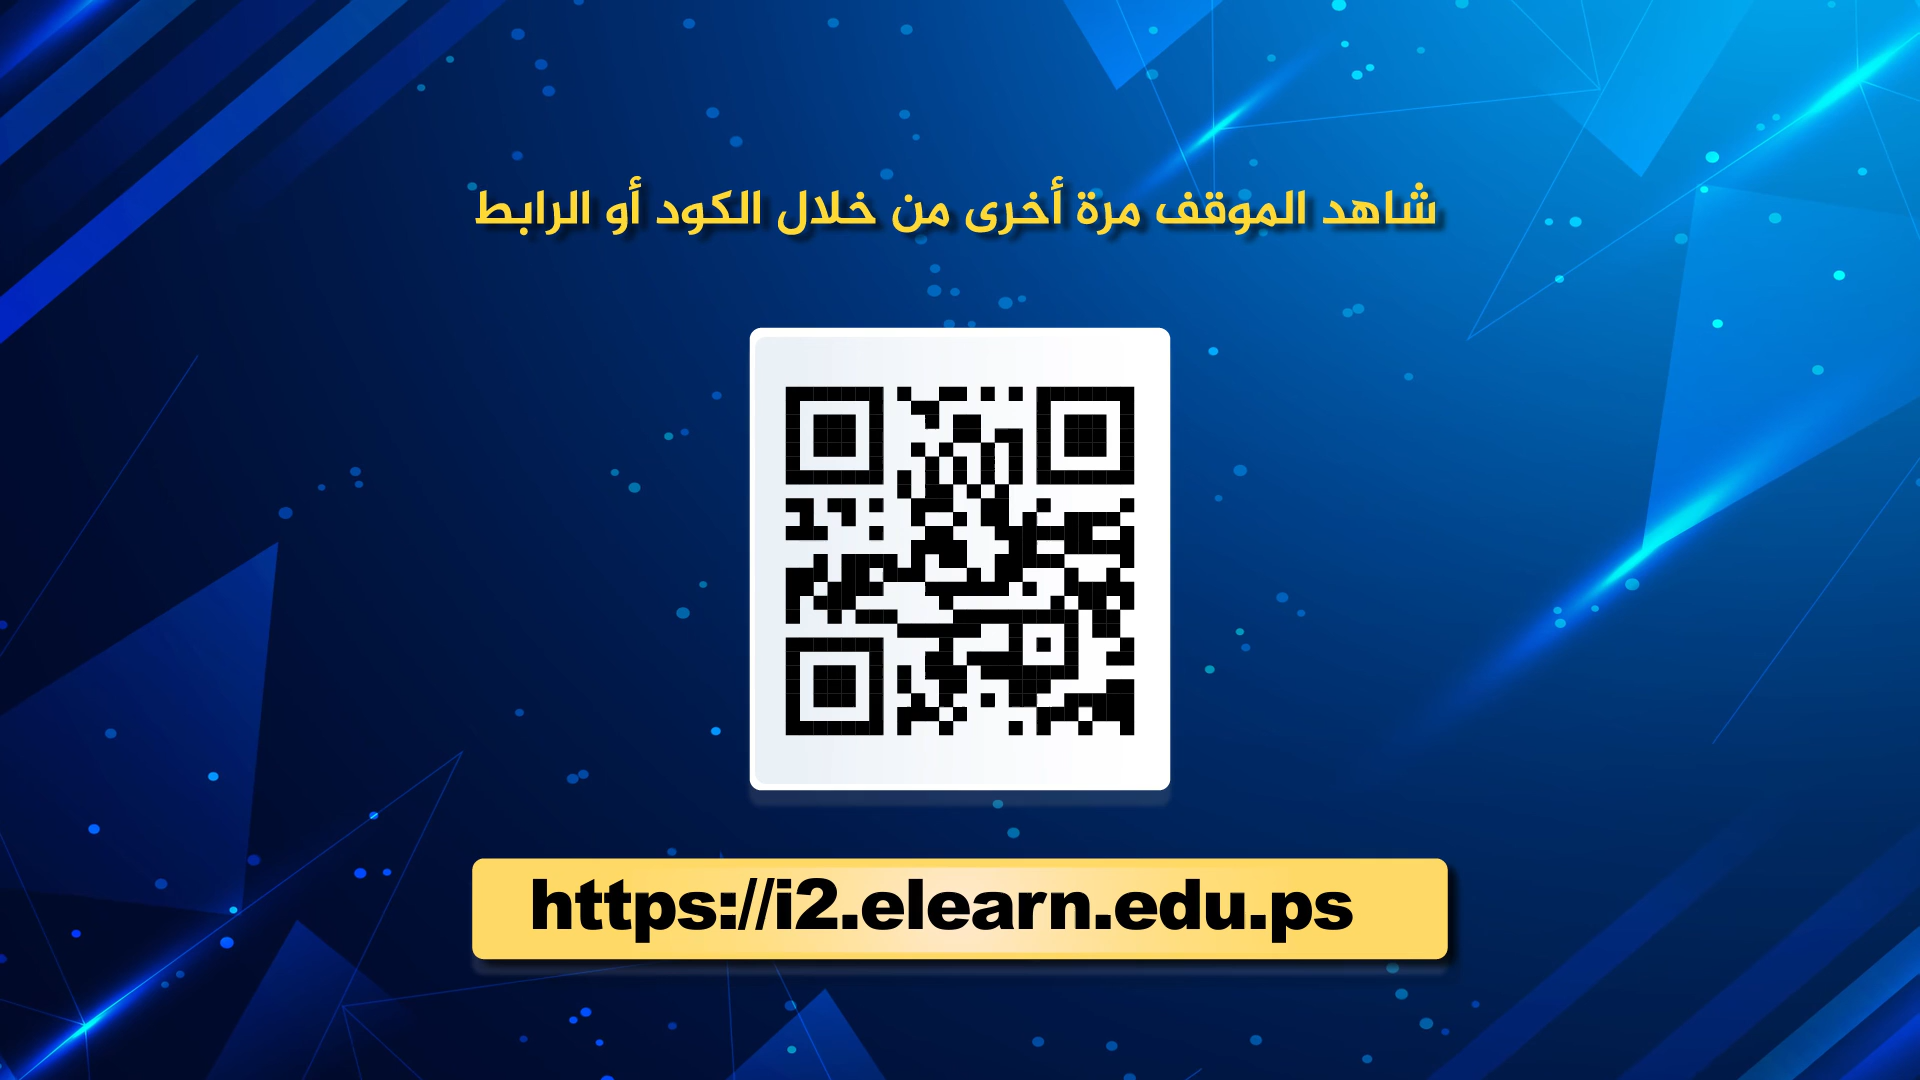 شاهد الموقف مرة أخرى من خلال الكود أو الرابط
https://i2.elearn.edu.ps